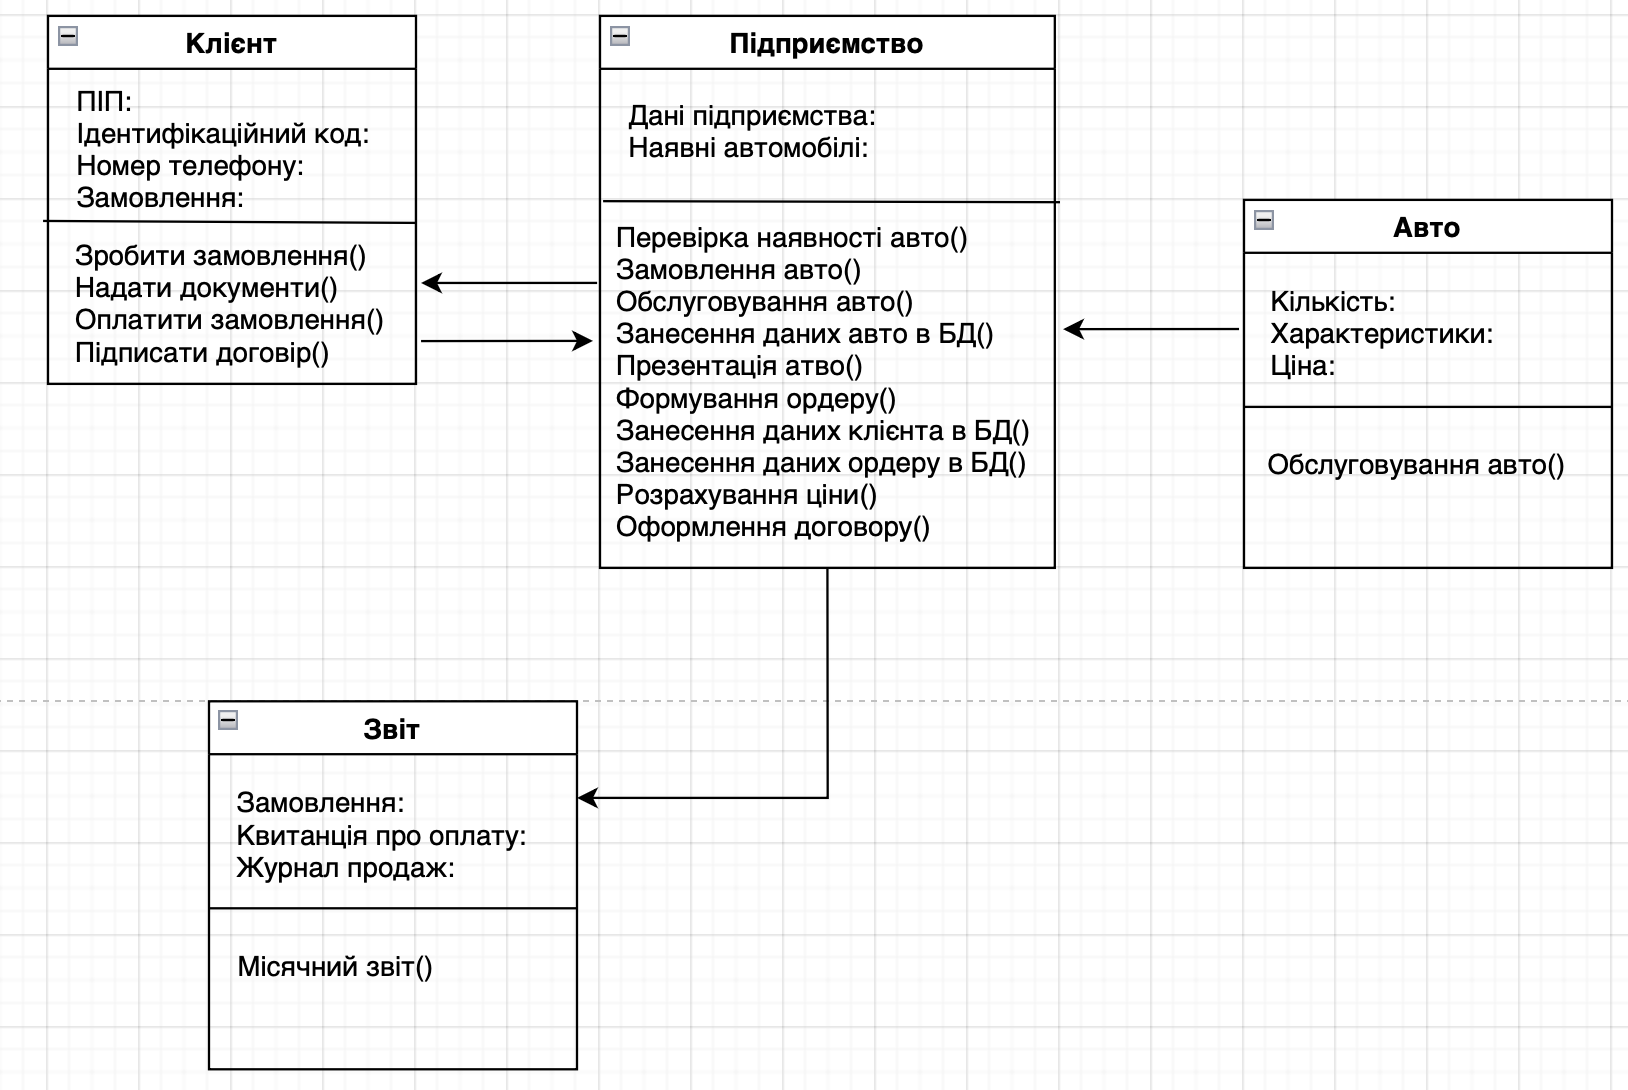 Клієнт
ПІП:
Ідентифікаційний код:
Номер телефону:
Замовлення:
Зробити замовлення()
Надати документи()
Оплатити замовлення()
Підписати договір()
Підприємство
Дані підприємства:
Наявні автомобілі:
Перевірка наявності авто()
Замовлення авто()
Обслуговування авто()
Занесення даних авто в БД()
Презентація атво()
Формування ордеру()
Занесення даних клієнта в БД()
Занесення даних ордеру в БД()
Розрахування ціни()
Оформлення договору()
Авто
Кількість:
Характеристики:
Ціна:
Обслуговування авто()
Звіт
Замовлення:
Квитанція про оплату:
Журнал продаж:
Місячний звіт()